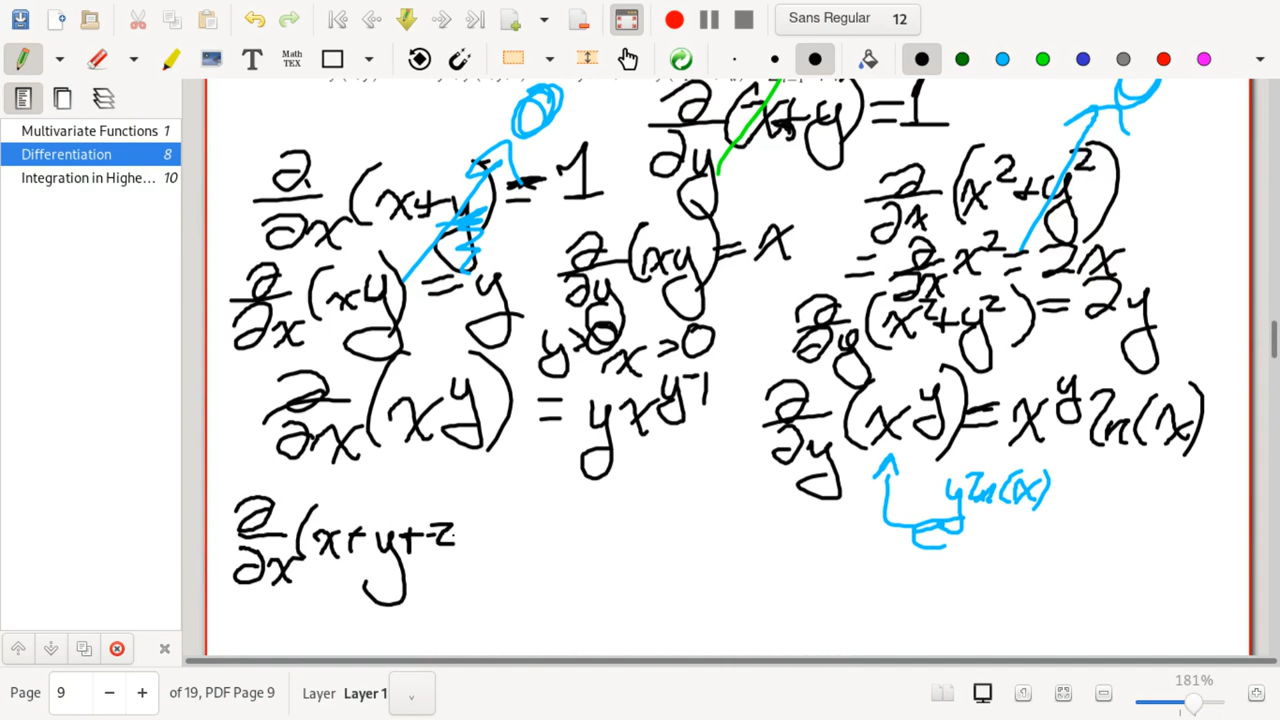 Sans Regular 12
T Math TEX
Multivariate Functions 1
Differentiation 8
Integration in Highe... 10
∂/∂y (x+y) = 1
0
∂/∂x (x+y) = 1
∂/∂x (x²+y²)
= ∂/∂x x² = 2x
∂/∂x (xy) = y
∂/∂y (xy) = x
∂/∂y (x²+y²) = 2y
y>0 x>0
∂/∂x (x^y) = y x^(y-1)
∂/∂y (x^y) = x^y ln(x)
e^(y ln(x))
∂/∂x (x+y+z
Page 9 of 19, PDF Page 9 Layer Layer 1 181%